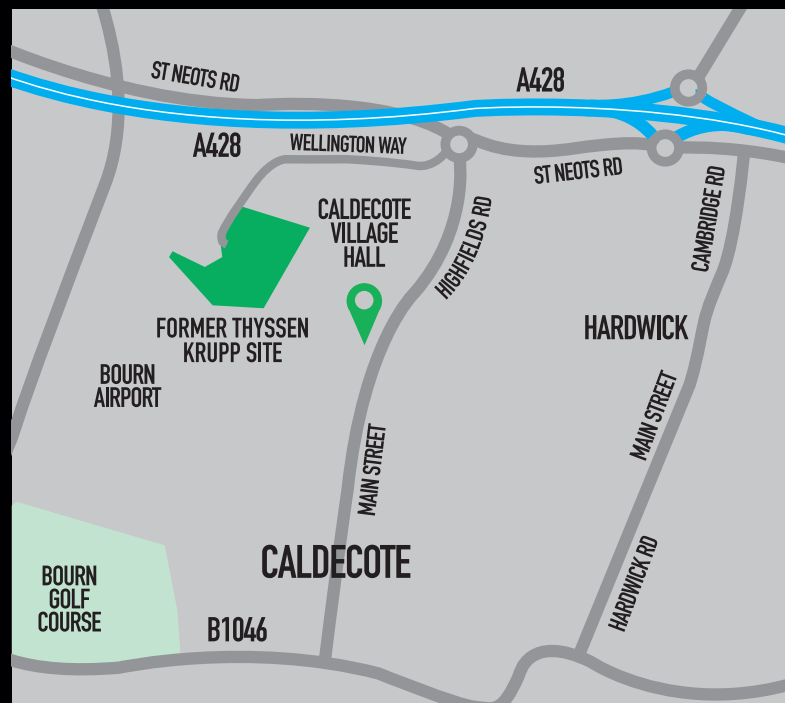 ST NEOTS RD
A428
A428
WELLINGTON WAY
ST NEOTS RD
CALDECOTE
VILLAGE
HALL
HIGHFIELDS RD
CAMBRIDGE RD
FORMER THYSSEN
KRUPP SITE
HARDWICK
BOURN
AIRPORT
MAIN STREET
MAIN STREET
CALDECOTE
BOURN
GOLF
COURSE
HARDWICK RD
B1046